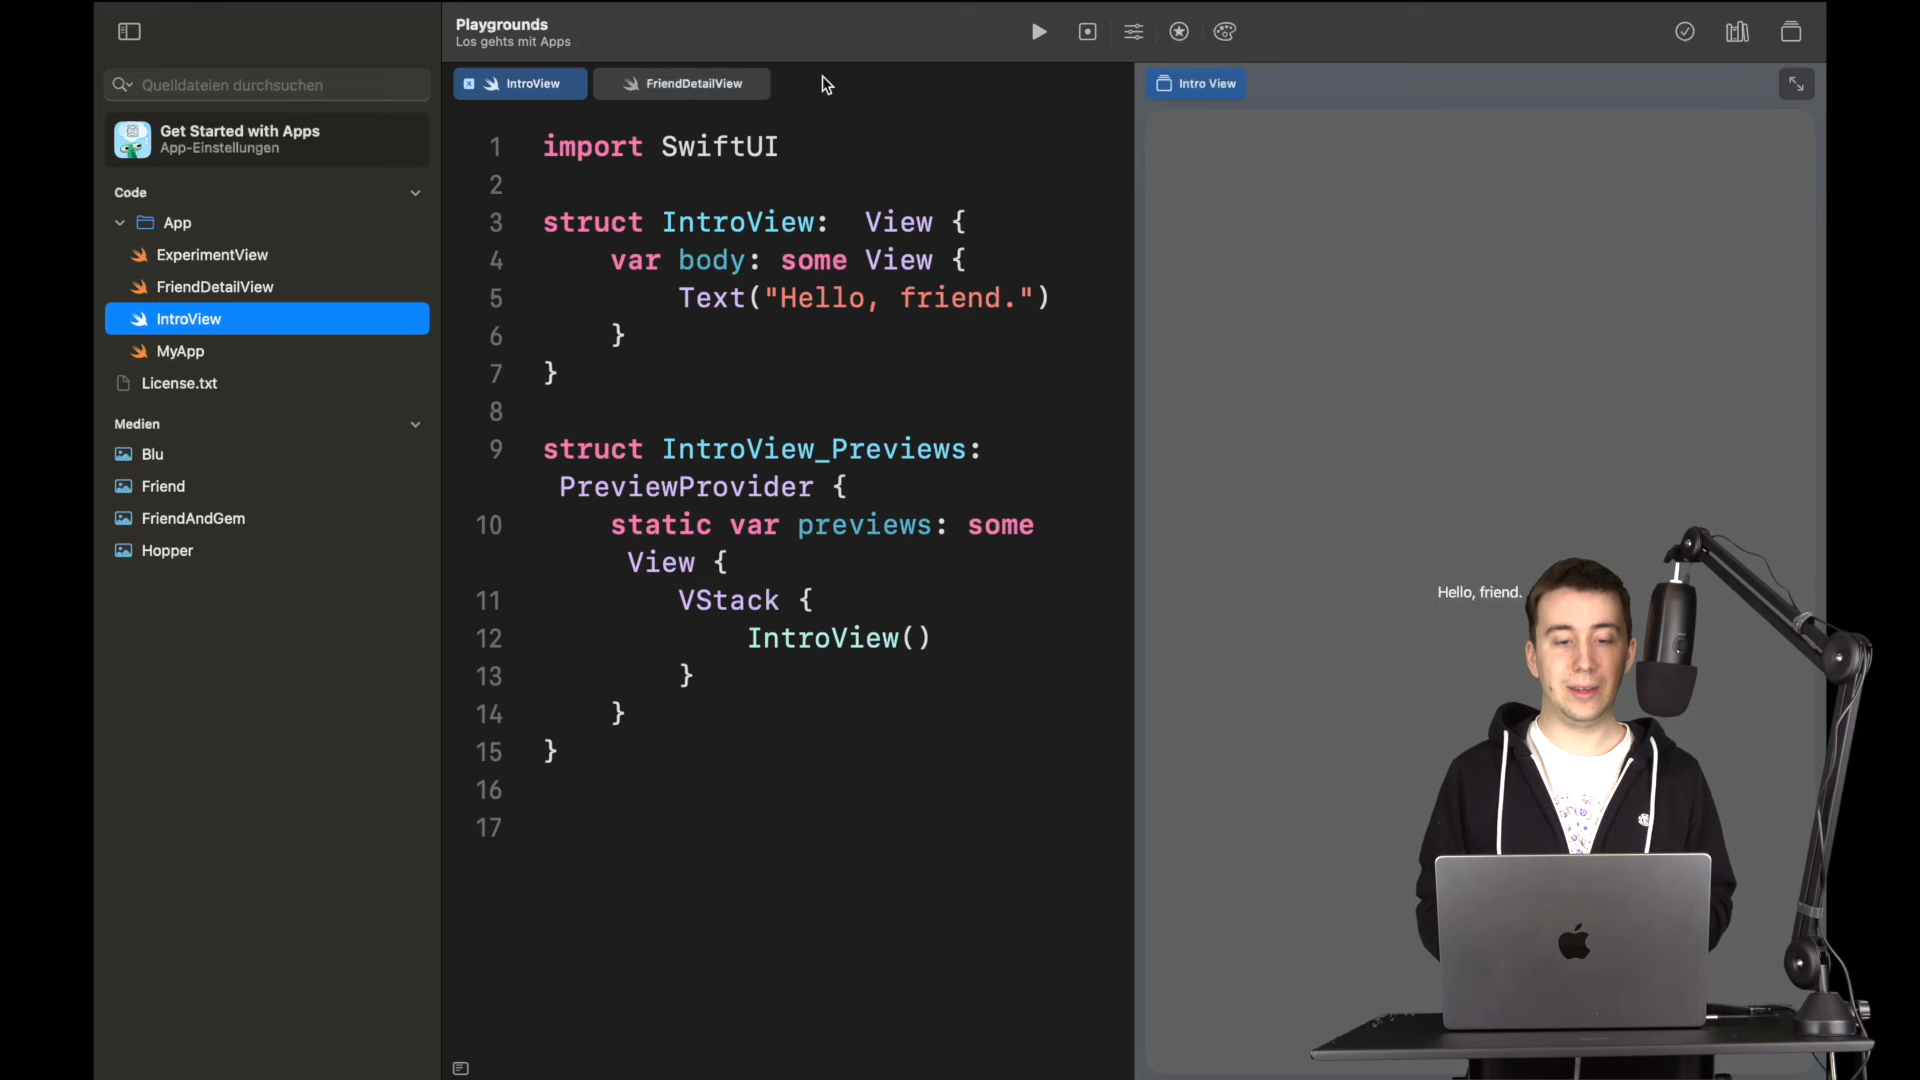 Playgrounds
Los gehts mit Apps
Quelldateien durchsuchen
Get Started with Apps
App-Einstellungen
Code
App
ExperimentView
FriendDetailView
IntroView
MyApp
License.txt
Medien
Blu
Friend
FriendAndGem
Hopper
IntroView
FriendDetailView
1 import SwiftUI
2
3 struct IntroView:  View {
4 var body: some View {
5 Text("Hello, friend.")
6 }
7 }
8
9 struct IntroView_Previews:
PreviewProvider {
10 static var previews: some
View {
11 VStack {
12 IntroView()
13 }
14 }
15 }
16
17
Intro View
Hello, friend.